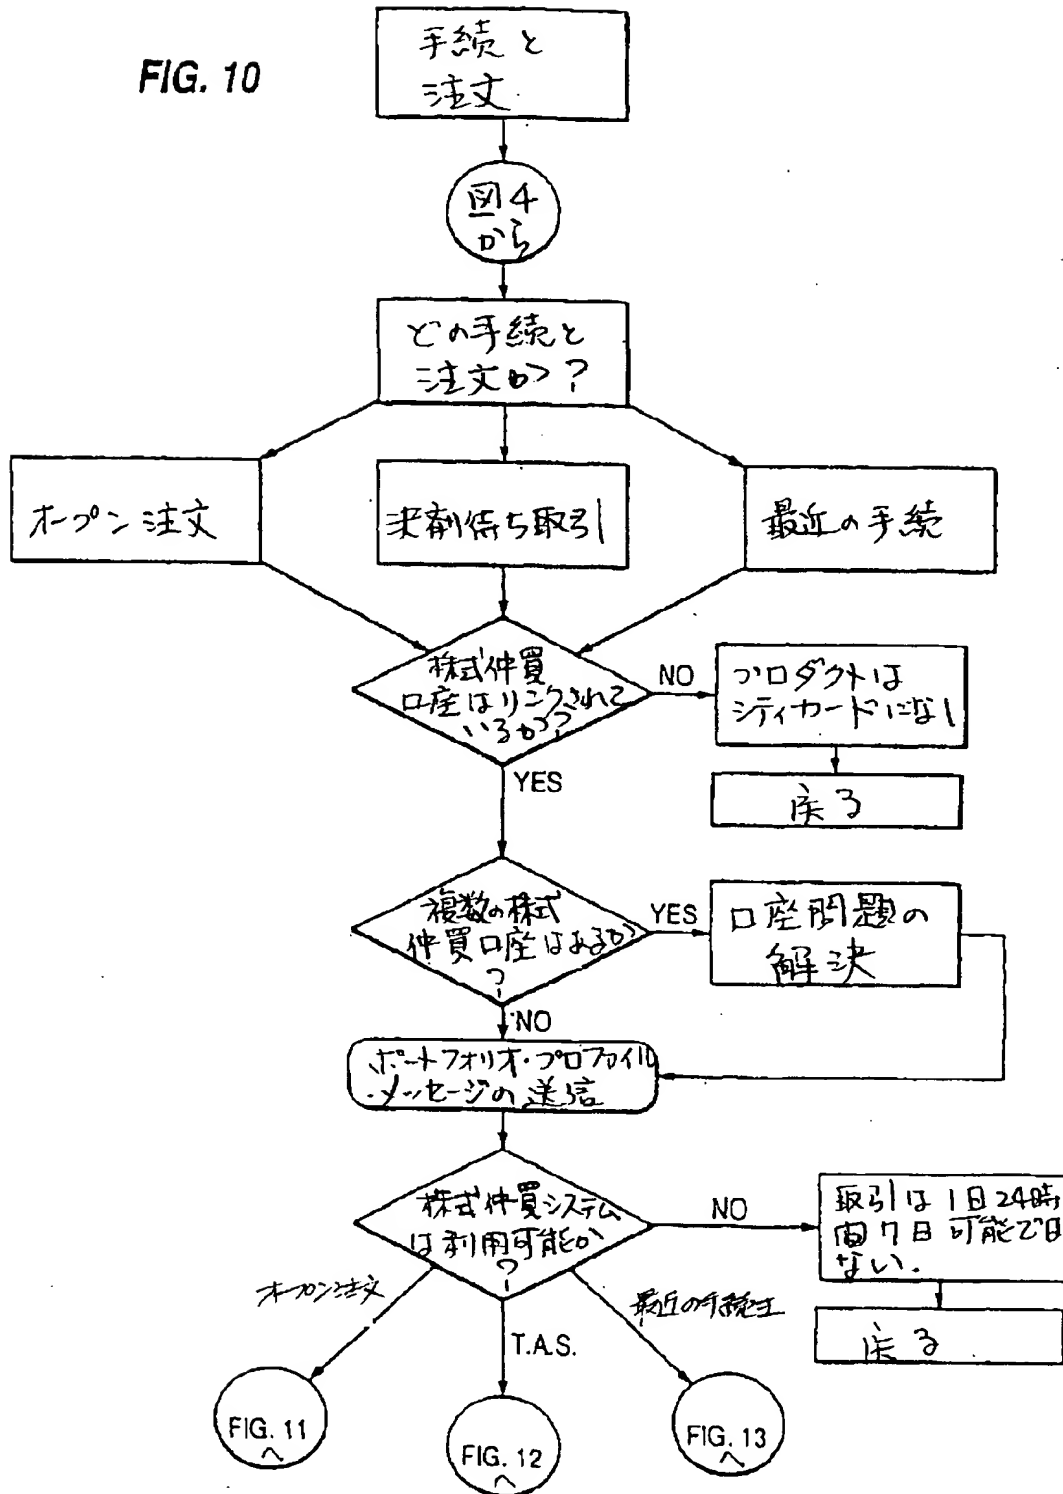 FIG. 10
手続と
注文
図4
から
どの手続と
注文か?
オープン注文
決剤待ち取引
最近の手続
株式仲買
口座はリンクされて
いるか?
NO
プロダクトは
シティカードになし
戻る
YES
複数の株式
仲買口座はあるか
?
YES
口座問題の
解決
NO
ポートフォリオ・プロファイル
・メッセージの送信
株式仲買システム
は利用可能か
?
NO
取引は1日24時
間7日可能では
ない.
戻る
オープン注文
T.A.S.
最近の手続
FIG. 11
へ
FIG. 12
へ
FIG. 13
へ